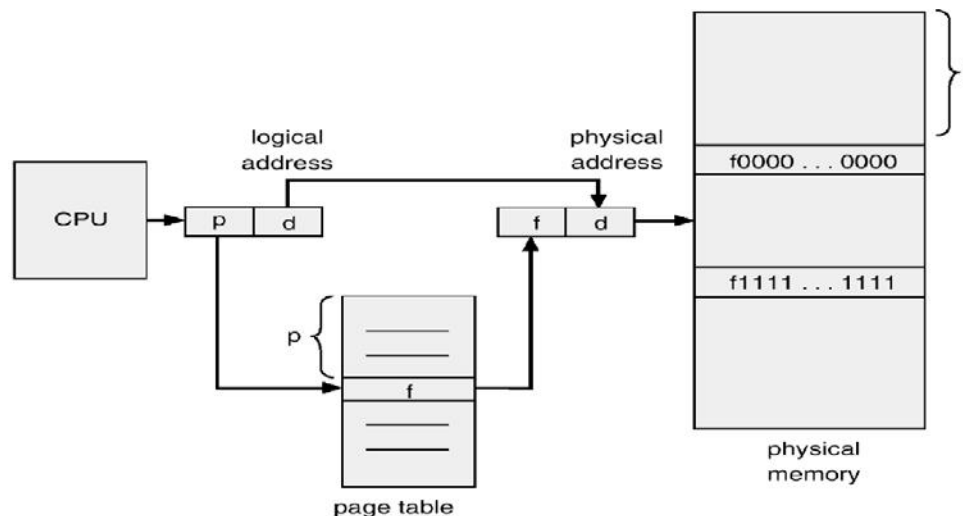 logical
address
physical
address
f0000 . . . 0000
CPU
p
d
f
d
f1111 . . . 1111
p
f
physical
memory
page table